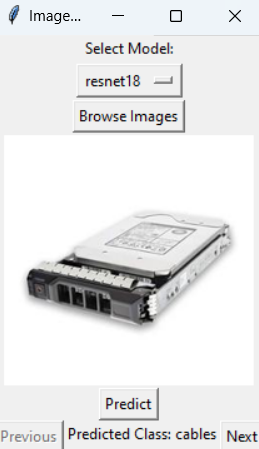 Image...
Select Model:
resnet18
Browse Images
Predict
Previous Predicted Class: cables Next